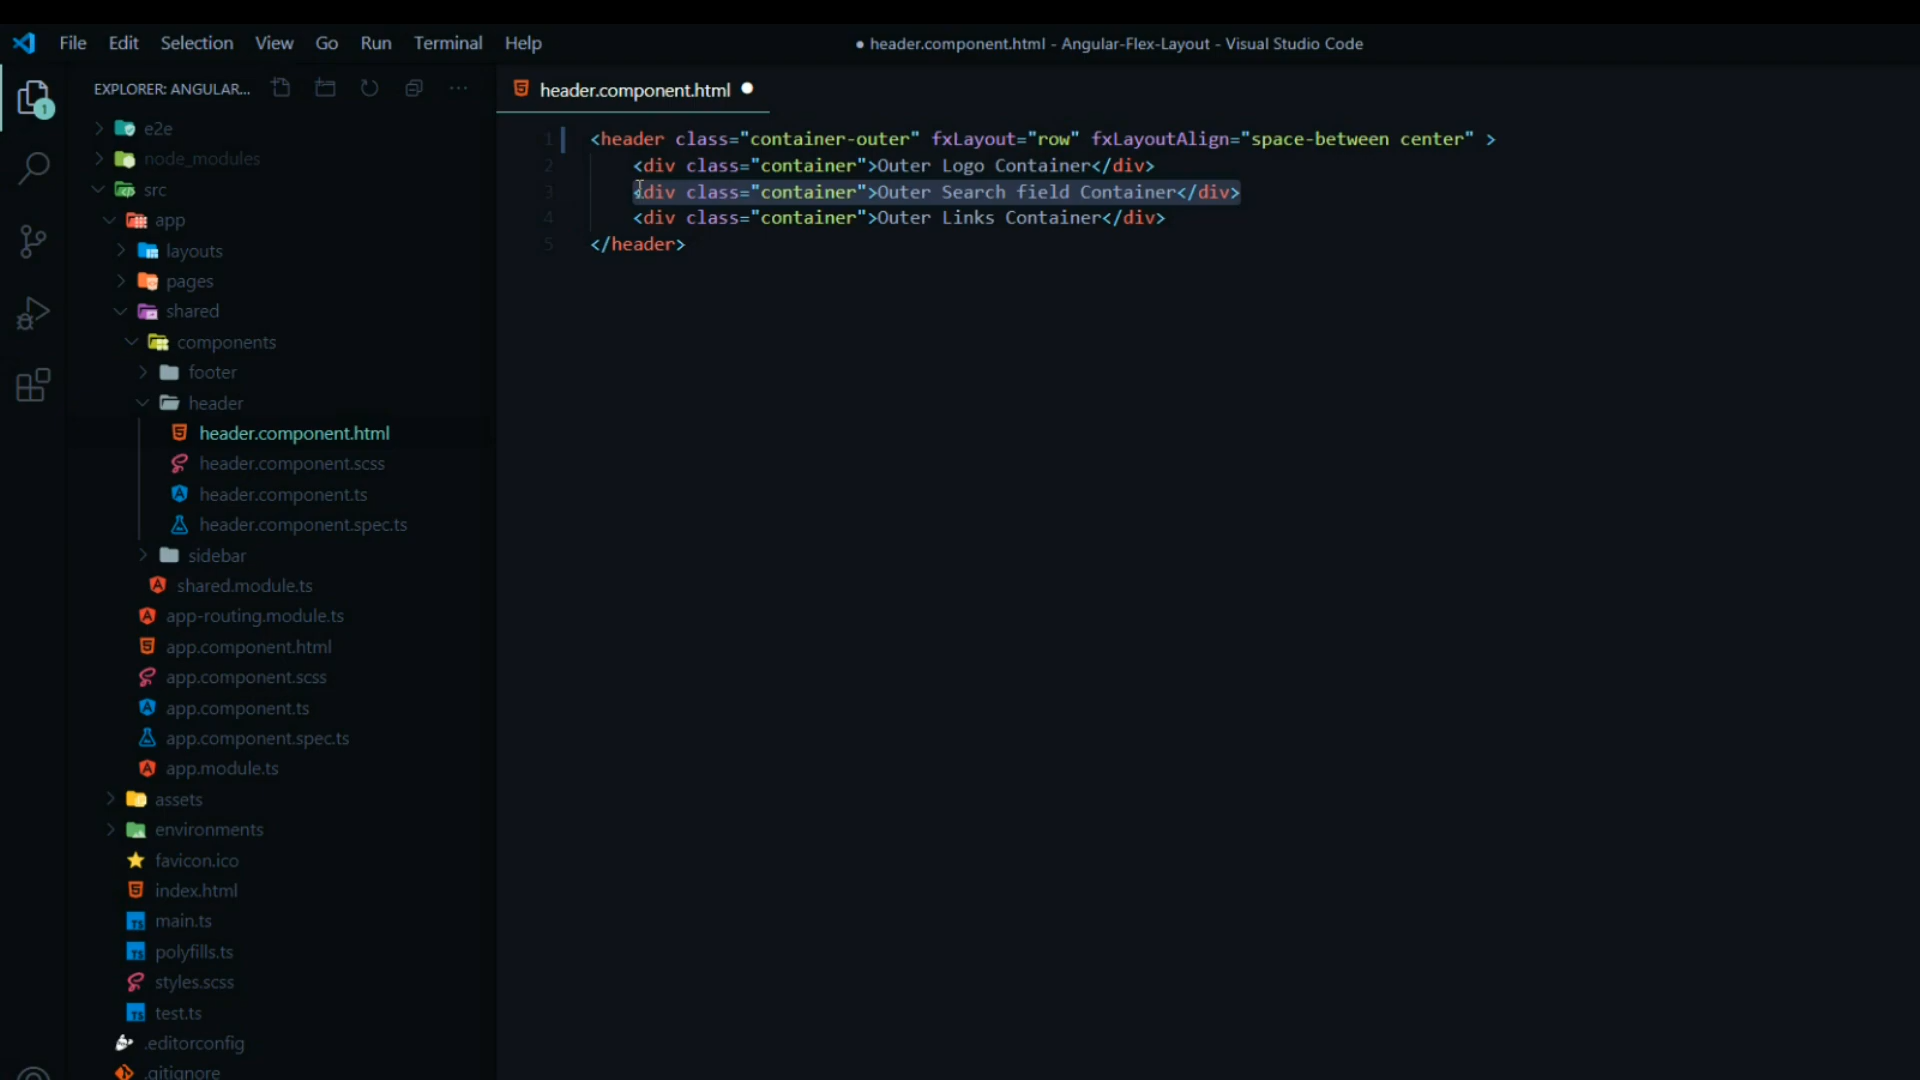 File Edit Selection View Go Run Terminal Help
● header.component.html - Angular-Flex-Layout - Visual Studio Code
EXPLORER: ANGULAR...
header.component.html
1
e2e
node_modules
src
app
layouts
pages
shared
components
footer
header
header.component.html
header.component.scss
header.component.ts
header.component.spec.ts
sidebar
shared.module.ts
app-routing.module.ts
app.component.html
app.component.scss
app.component.ts
app.component.spec.ts
app.module.ts
assets
environments
favicon.ico
index.html
main.ts
polyfills.ts
styles.scss
test.ts
.editorconfig
.gitignore
1 <header class="container-outer" fxLayout="row" fxLayoutAlign="space-between center" >
2 <div class="container">Outer Logo Container</div>
3 <div class="container">Outer Search field Container</div>
4 <div class="container">Outer Links Container</div>
5 </header>